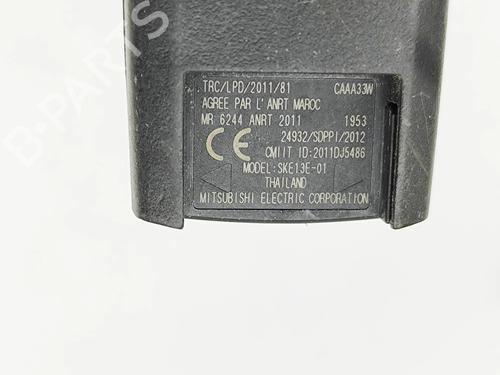 TRC/LPD/2011/81 CAAA33W
AGREE PAR L'ANRT MAROC
MR 6244 ANRT 2011 1953
24932/SDPPI/2012
CE CMIIT ID:2011DJ5486
MODEL:SKE13E-01
THAILAND
MITSUBISHI ELECTRIC CORPORATION